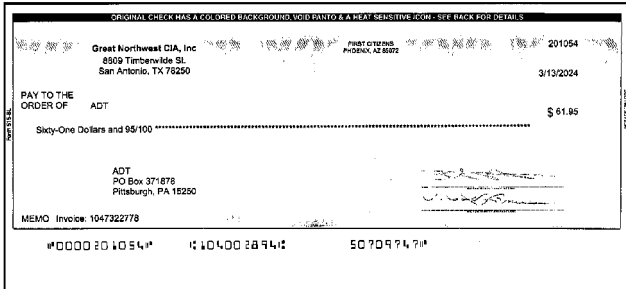 ORIGINAL CHECK HAS A COLORED BACKGROUND, VOID PANTO & A HEAT SENSITIVE ICON - SEE BACK FOR DETAILS
Great Northwest CIA, Inc
8609 Timberwilde St.
San Antonio, TX 78250
FIRST CITIZENS
PHOENIX, AZ 85072
201054
3/13/2024
PAY TO THE
ORDER OF ADT
$ 61.95
Sixty-One Dollars and 95/100
ADT
PO Box 371878
Pittsburgh, PA 15250
MEMO Invoice: 1047322778